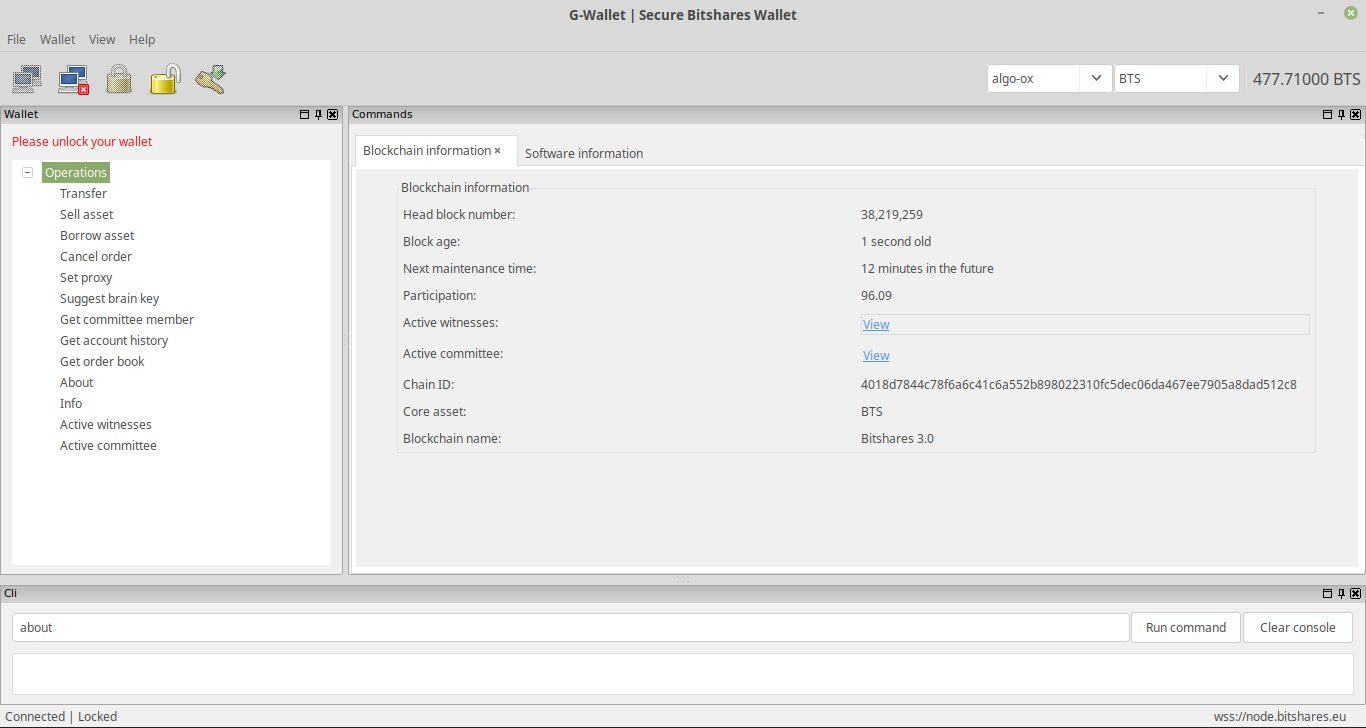 G-Wallet | Secure Bitshares Wallet
File Wallet View Help
algo-ox BTS 477.71000 BTS
Wallet
Please unlock your wallet
Operations
Transfer
Sell asset
Borrow asset
Cancel order
Set proxy
Suggest brain key
Get committee member
Get account history
Get order book
About
Info
Active witnesses
Active committee
Commands
Blockchain information Software information
Blockchain information
Head block number: 38,219,259
Block age: 1 second old
Next maintenance time: 12 minutes in the future
Participation: 96.09
Active witnesses: View
Active committee: View
Chain ID: 4018d7844c78f6a6c41c6a552b898022310fc5dec06da467ee7905a8dad512c8
Core asset: BTS
Blockchain name: Bitshares 3.0
Cli
about Run command Clear console
Connected | Locked wss://node.bitshares.eu